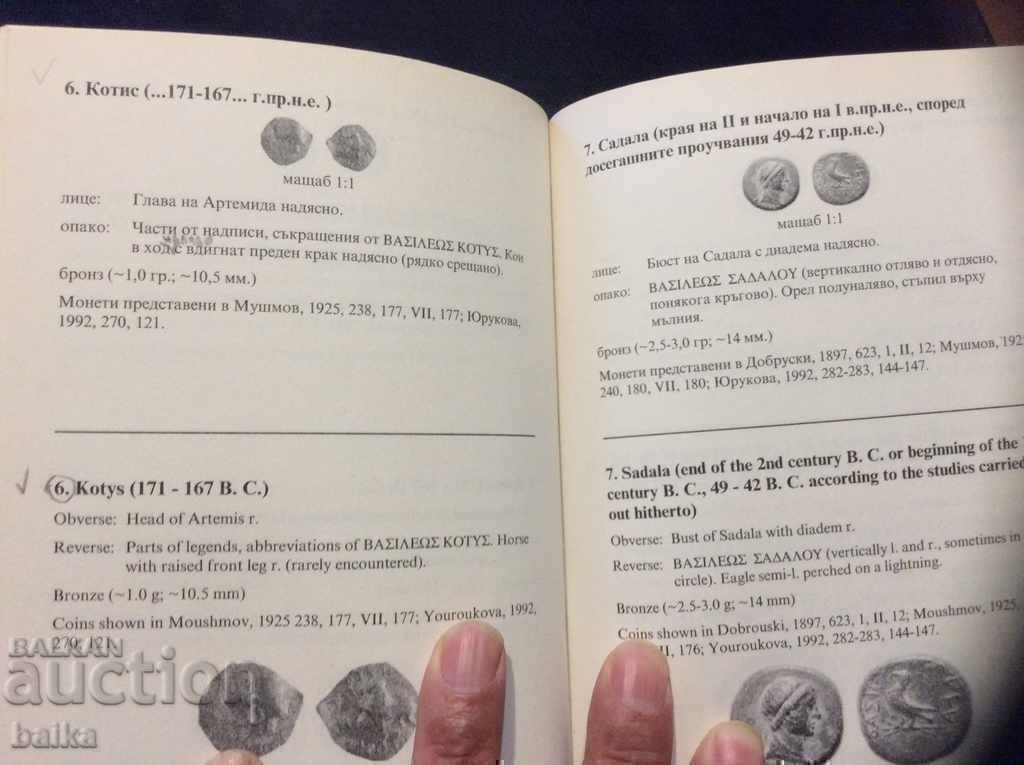 6. Котис (...171-167... г.пр.н.е. )
мащаб 1:1
лице: Глава на Артемида надясно.
опако: Части от надписи, съкращения от ΒΑΣΙΛΕΩΣ ΚΟΤΥΣ. Кон
в ход с вдигнат преден крак надясно (рядко срещано).
бронз (~1,0 гр.; ~10,5 мм.)
Монети представени в Мушмов, 1925, 238, 177, VII, 177; Юрукова,
1992, 270, 121.
6. Kotys (171 - 167 B. C.)
Obverse: Head of Artemis r.
Reverse: Parts of legends, abbreviations of ΒΑΣΙΛΕΩΣ ΚΟΤΥΣ. Horse
with raised front leg r. (rarely encountered).
Bronze (~1.0 g; ~10.5 mm)
Coins shown in Moushmov, 1925 238, 177, VII, 177; Youroukova, 1992,
270, 121.
7. Садала (края на II и начало на I в.пр.н.е., според
досегашните проучвания 49-42 г.пр.н.е.)
мащаб 1:1
лице: Бюст на Садала с диадема надясно.
опако: ΒΑΣΙΛΕΩΣ ΣΑΔΑΛΟΥ (вертикално отляво и отдясно,
понякога кръгово). Орел полуналяво, стъпил върху
мълния.
бронз (~2,5-3,0 гр; ~14 мм.)
Монети представени в Добруски, 1897, 623, 1, II, 12; Мушмов, 192
240, 180, VII, 180; Юрукова, 1992, 282-283, 144-147.
7. Sadala (end of the 2nd century B. C. or beginning of the
century B. C., 49 - 42 B. C. according to the studies carried
out hitherto)
Obverse: Bust of Sadala with diadem r.
Reverse: ΒΑΣΙΛΕΩΣ ΣΑΔΑΛΟΥ (vertically l. and r., sometimes in
circle). Eagle semi-l. perched on a lightning.
Bronze (~2.5-3.0 g; ~14 mm)
Coins shown in Dobrouski, 1897, 623, 1, II, 12; Moushmov, 1925,
176; Youroukova, 1992, 282-283, 144-147.
BALKAN
auction
baika